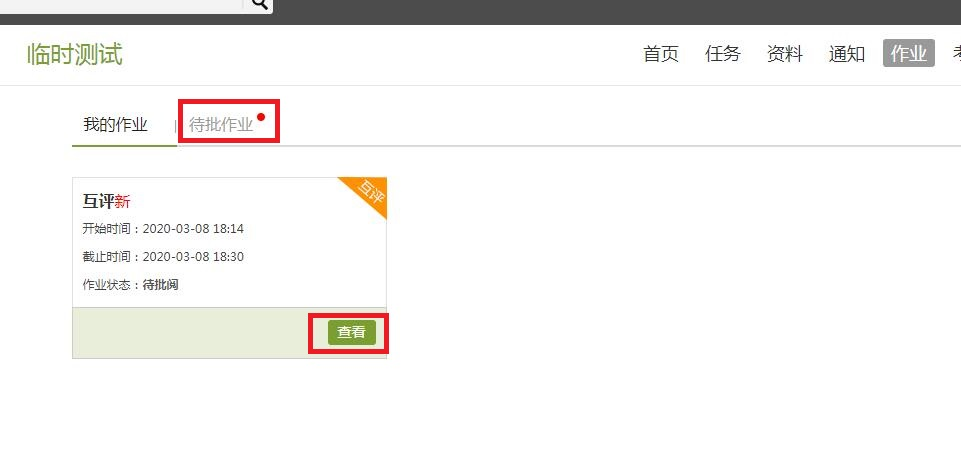 临时测试
首页 任务 资料 通知 作业
我的作业 | 待批作业
互评
互评新
开始时间：2020-03-08 18:14
截止时间：2020-03-08 18:30
作业状态：待批阅
查看